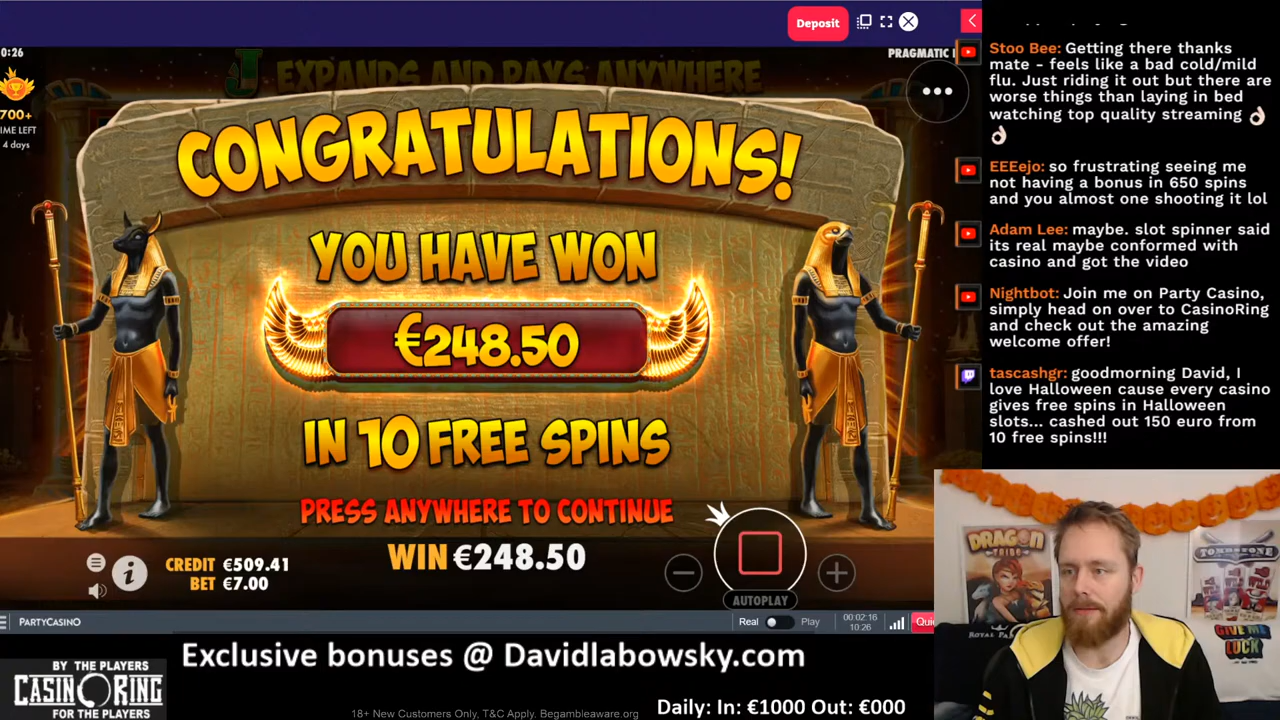 Deposit
0:26
PRAGMATIC
J EXPANDS AND PAYS ANYWHERE
700+
IME LEFT
4 days
CONGRATULATIONS!
YOU HAVE WON
€248.50
IN 10 FREE SPINS
PRESS ANYWHERE TO CONTINUE
CREDIT €509.41
BET €7.00
WIN €248.50
AUTOPLAY
PARTYCASINO
Real
Play
00:02:16
10:26
Quic
Stoo Bee: Getting there thanks
mate - feels like a bad cold/mild
flu. Just riding it out but there are
worse things than laying in bed
watching top quality streaming 👌🏻
👌🏻
EEEejo: so frustrating seeing me
not having a bonus in 650 spins
and you almost one shooting it lol
Adam Lee: maybe. slot spinner said
its real maybe conformed with
casino and got the video
Nightbot: Join me on Party Casino,
simply head on over to CasinoRing
and check out the amazing
welcome offer!
tascashgr: goodmorning David, I
love Halloween cause every casino
gives free spins in Halloween
slots... cashed out 150 euro from
10 free spins!!!
DRAGON
TRIBE
TOMBSTONE
GIVE ME
LUCK
BY THE PLAYERS
CASINO RING
FOR THE PLAYERS
Exclusive bonuses @ Davidlabowsky.com
18+ New Customers Only, T&C Apply. Begambleaware.org
Daily: In: €1000 Out: €000